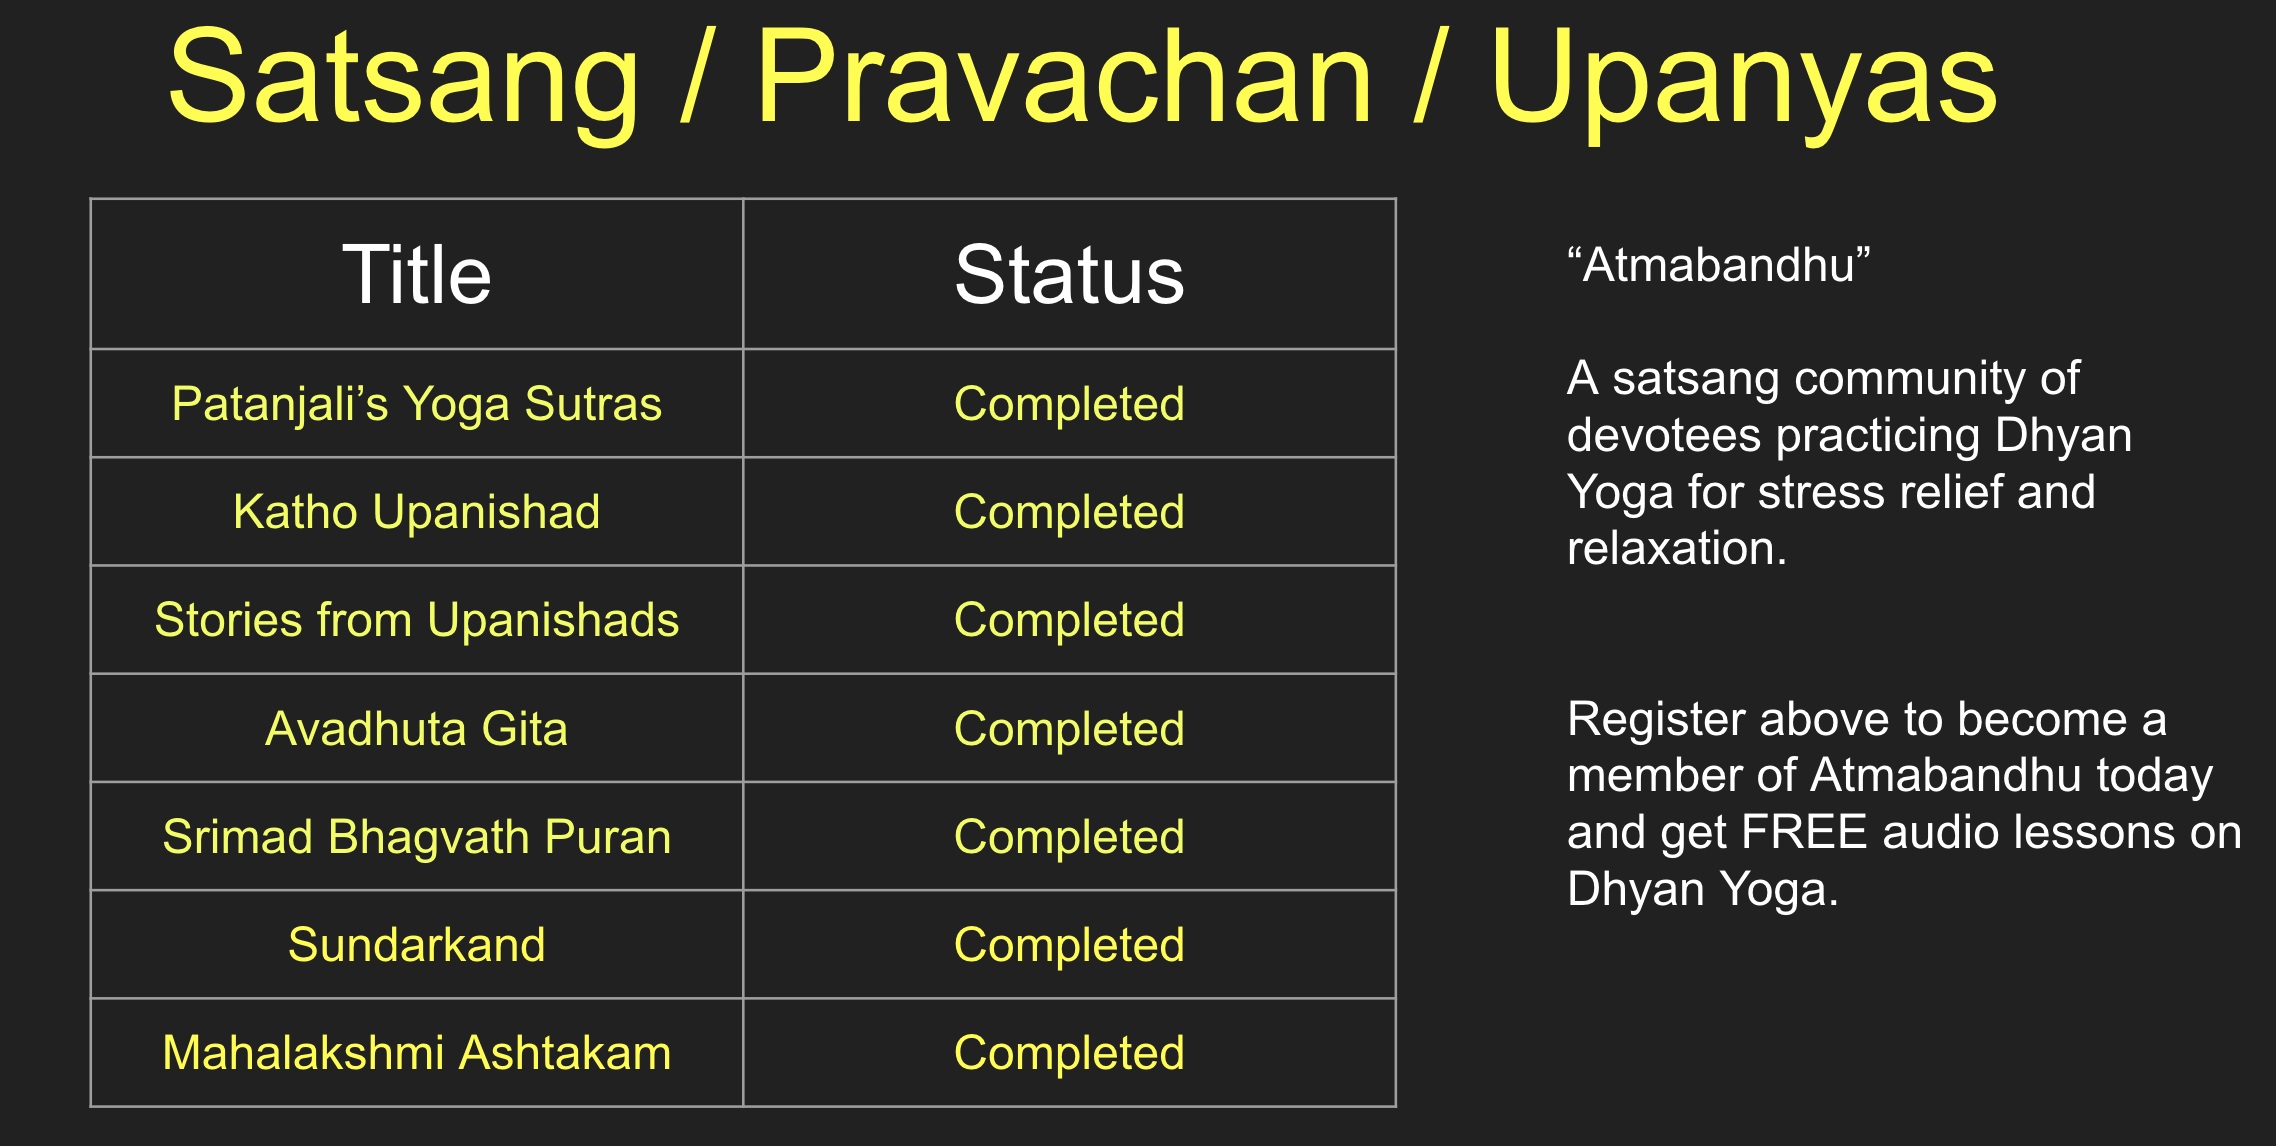 Satsang / Pravachan / Upanyas
Title Status
Patanjali’s Yoga Sutras Completed
Katho Upanishad Completed
Stories from Upanishads Completed
Avadhuta Gita Completed
Srimad Bhagvath Puran Completed
Sundarkand Completed
Mahalakshmi Ashtakam Completed
“Atmabandhu”
A satsang community of
devotees practicing Dhyan
Yoga for stress relief and
relaxation.
Register above to become a
member of Atmabandhu today
and get FREE audio lessons on
Dhyan Yoga.